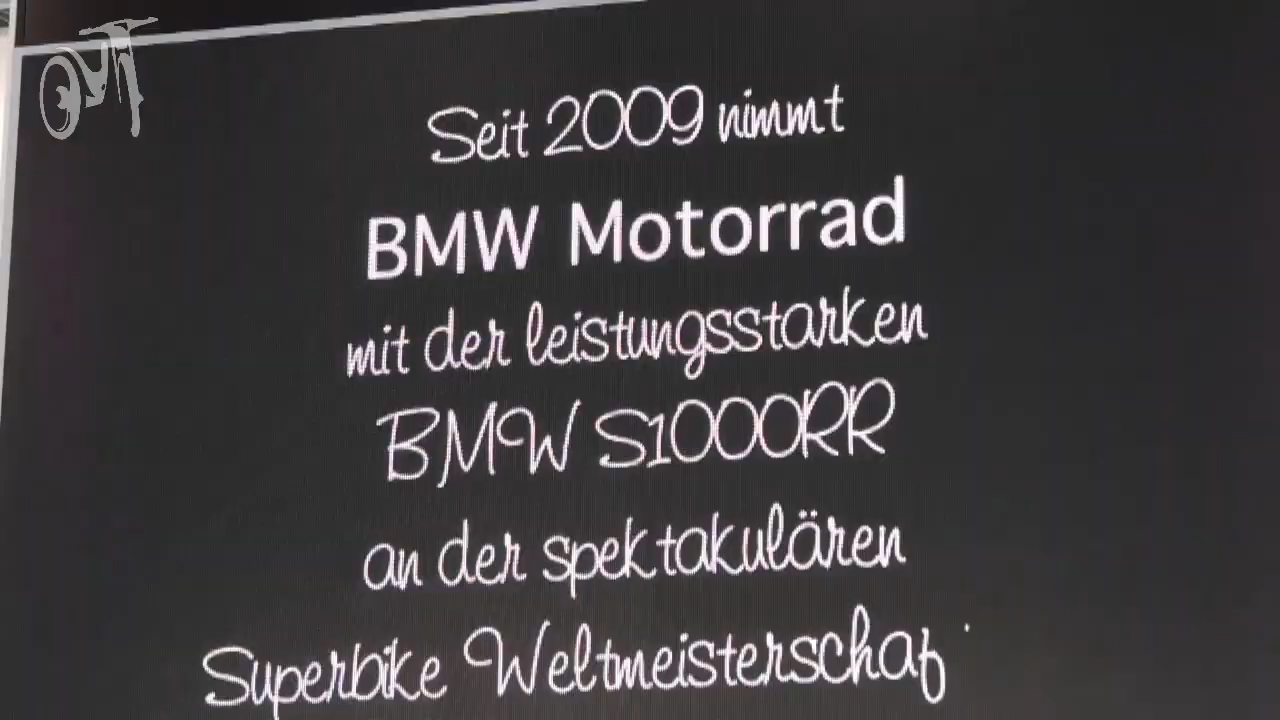 Seit 2009 nimmt
BMW Motorrad
mit der leistungsstarken
BMW S1000RR
an der spektakulären
Superbike Weltmeisterschaf